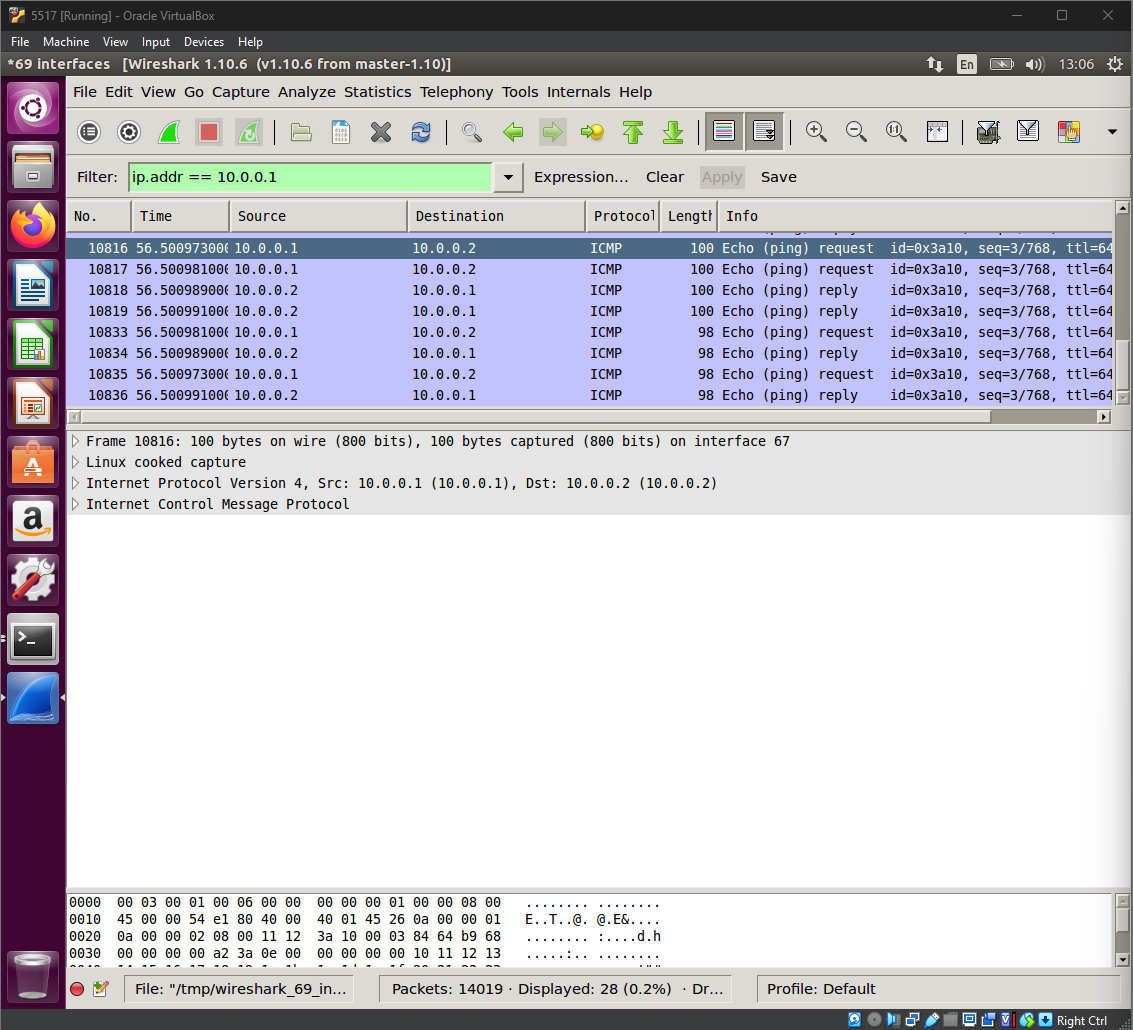 5517 [Running] - Oracle VirtualBox
File Machine View Input Devices Help
*69 interfaces [Wireshark 1.10.6 (v1.10.6 from master-1.10)]
En 13:06
File Edit View Go Capture Analyze Statistics Telephony Tools Internals Help
Filter: ip.addr == 10.0.0.1 Expression... Clear Apply Save
No. Time Source Destination Protocol Length Info
10816 56.500973000 10.0.0.1 10.0.0.2 ICMP 100 Echo (ping) request id=0x3a10, seq=3/768, ttl=64
10817 56.500981000 10.0.0.1 10.0.0.2 ICMP 100 Echo (ping) request id=0x3a10, seq=3/768, ttl=64
10818 56.500989000 10.0.0.2 10.0.0.1 ICMP 100 Echo (ping) reply id=0x3a10, seq=3/768, ttl=64
10819 56.500991000 10.0.0.2 10.0.0.1 ICMP 100 Echo (ping) reply id=0x3a10, seq=3/768, ttl=64
10833 56.500981000 10.0.0.1 10.0.0.2 ICMP 98 Echo (ping) request id=0x3a10, seq=3/768, ttl=64
10834 56.500989000 10.0.0.2 10.0.0.1 ICMP 98 Echo (ping) reply id=0x3a10, seq=3/768, ttl=64
10835 56.500973000 10.0.0.1 10.0.0.2 ICMP 98 Echo (ping) request id=0x3a10, seq=3/768, ttl=64
10836 56.500991000 10.0.0.2 10.0.0.1 ICMP 98 Echo (ping) reply id=0x3a10, seq=3/768, ttl=64
Frame 10816: 100 bytes on wire (800 bits), 100 bytes captured (800 bits) on interface 67
Linux cooked capture
Internet Protocol Version 4, Src: 10.0.0.1 (10.0.0.1), Dst: 10.0.0.2 (10.0.0.2)
Internet Control Message Protocol
0000 00 03 00 01 00 06 00 00 00 00 00 01 00 00 08 00 ........ ........
0010 45 00 00 54 e1 80 40 00 40 01 45 26 0a 00 00 01 E..T..@. @.E&....
0020 0a 00 00 02 08 00 11 12 3a 10 00 03 84 64 b9 68 ........ :....d.h
0030 00 00 00 00 a2 3a 0e 00 00 00 00 00 10 11 12 13 .....:.. ........
File: "/tmp/wireshark_69_in... Packets: 14019 · Displayed: 28 (0.2%) · Dr... Profile: Default
Right Ctrl